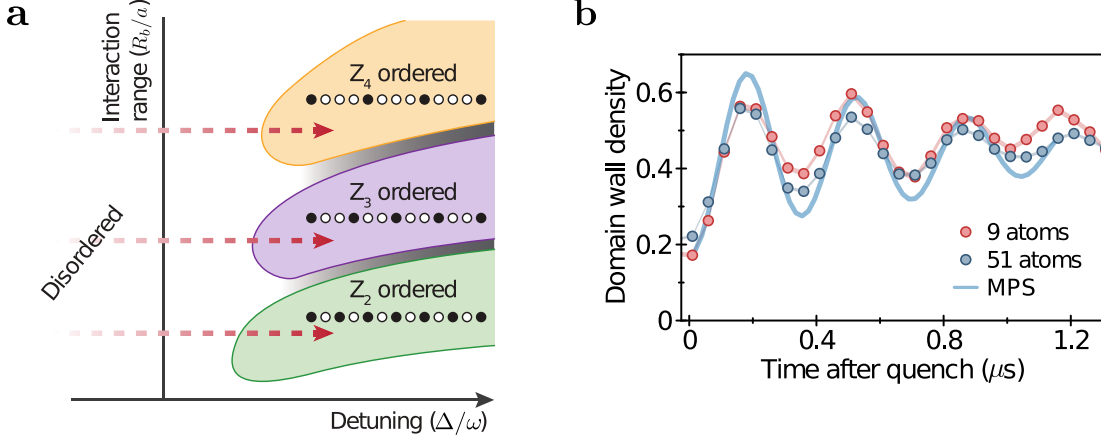 a
Interaction
range (R_b/a)
Z_4 ordered
Z_3 ordered
Disordered
Z_2 ordered
Detuning (Δ/ω)
b
Domain wall density
0.6
0.4
0.2
0
9 atoms
51 atoms
MPS
0 0.4 0.8 1.2
Time after quench (μs)